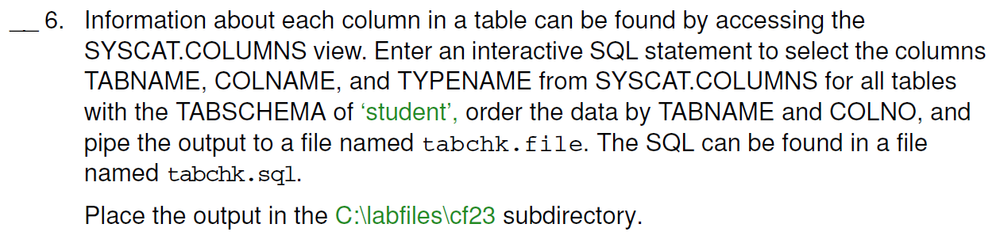 __ 6. Information about each column in a table can be found by accessing the
SYSCAT.COLUMNS view. Enter an interactive SQL statement to select the columns
TABNAME, COLNAME, and TYPENAME from SYSCAT.COLUMNS for all tables
with the TABSCHEMA of ‘student’, order the data by TABNAME and COLNO, and
pipe the output to a file named tabchk.file. The SQL can be found in a file
named tabchk.sql.
Place the output in the C:\labfiles\cf23 subdirectory.